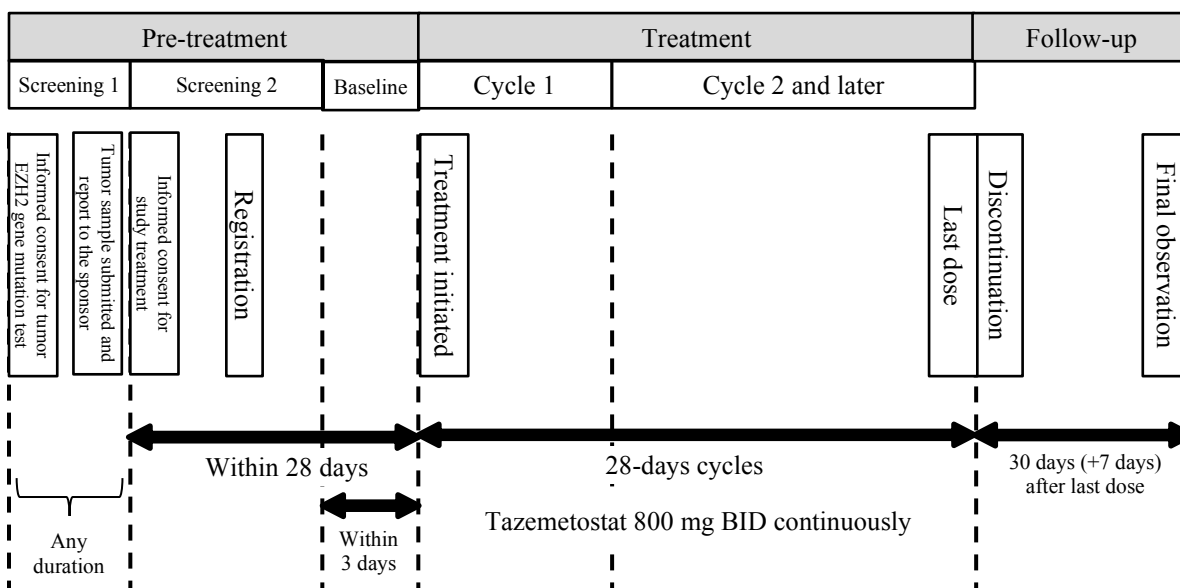 Pre-treatment
Treatment
Follow-up
Screening 1
Screening 2
Baseline
Cycle 1
Cycle 2 and later
Informed consent for tumor
EZH2 gene mutation test
Tumor sample submitted and
report to the sponsor
Informed consent for
study treatment
Registration
Treatment initiated
Last dose
Discontinuation
Final observation
Within 28 days
28-days cycles
30 days (+7 days)
after last dose
Any
duration
Within
3 days
Tazemetostat 800 mg BID continuously